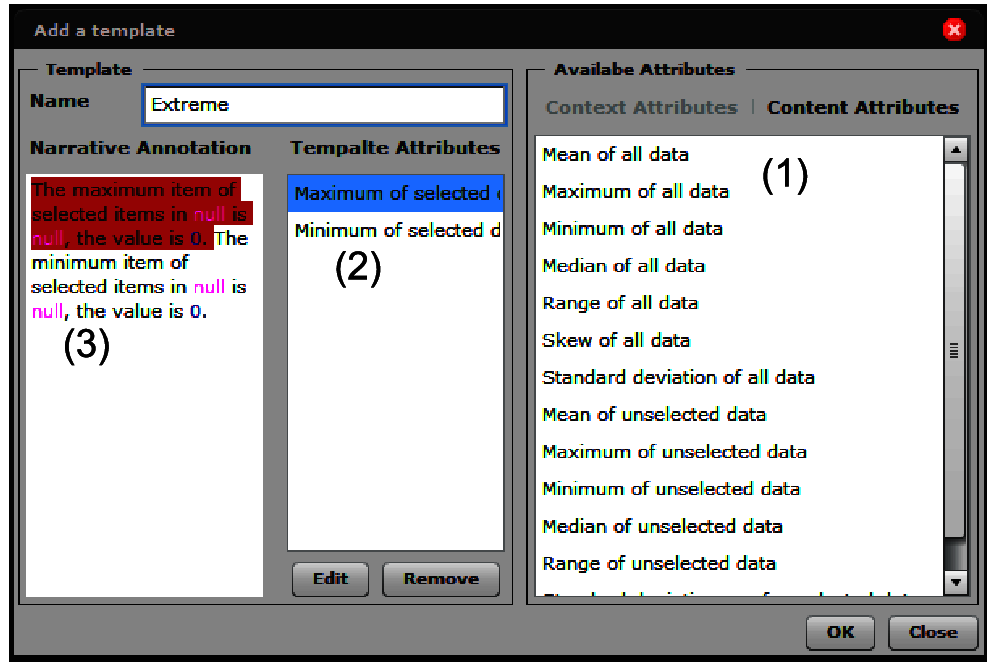 Add a template
Template
Name
Extreme
Narrative Annotation
The maximum item of
selected items in null is
null, the value is 0. The
minimum item of
selected items in null is
null, the value is 0.
(3)
Tempalte Attributes
Maximum of selected
Minimum of selected d
(2)
Edit
Remove
Availabe Attributes
Context Attributes | Content Attributes
Mean of all data
(1)
Maximum of all data
Minimum of all data
Median of all data
Range of all data
Skew of all data
Standard deviation of all data
Mean of unselected data
Maximum of unselected data
Minimum of unselected data
Median of unselected data
Range of unselected data
OK
Close